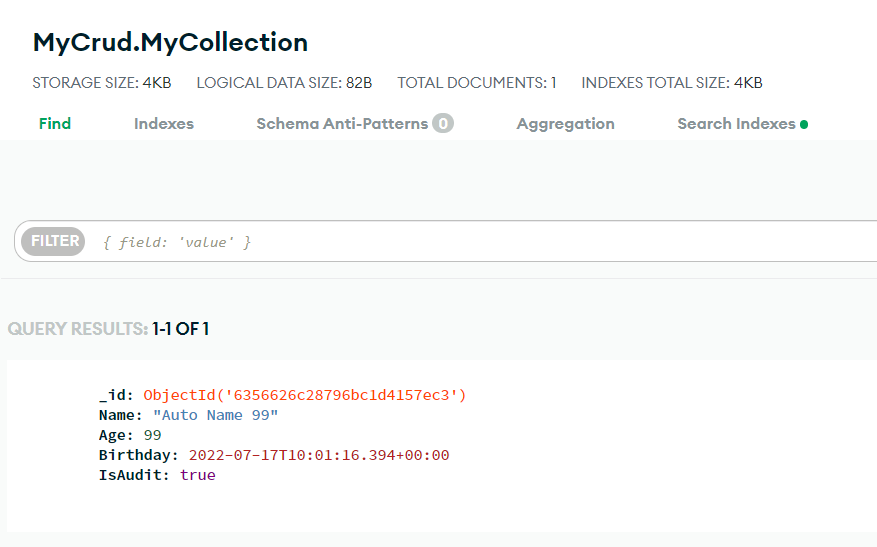 MyCrud.MyCollection
STORAGE SIZE: 4KB LOGICAL DATA SIZE: 82B TOTAL DOCUMENTS: 1 INDEXES TOTAL SIZE: 4KB
Find Indexes Schema Anti-Patterns 0 Aggregation Search Indexes
FILTER { field: 'value' }
QUERY RESULTS: 1-1 OF 1
_id: ObjectId('6356626c28796bc1d4157ec3')
Name: "Auto Name 99"
Age: 99
Birthday: 2022-07-17T10:01:16.394+00:00
IsAudit: true